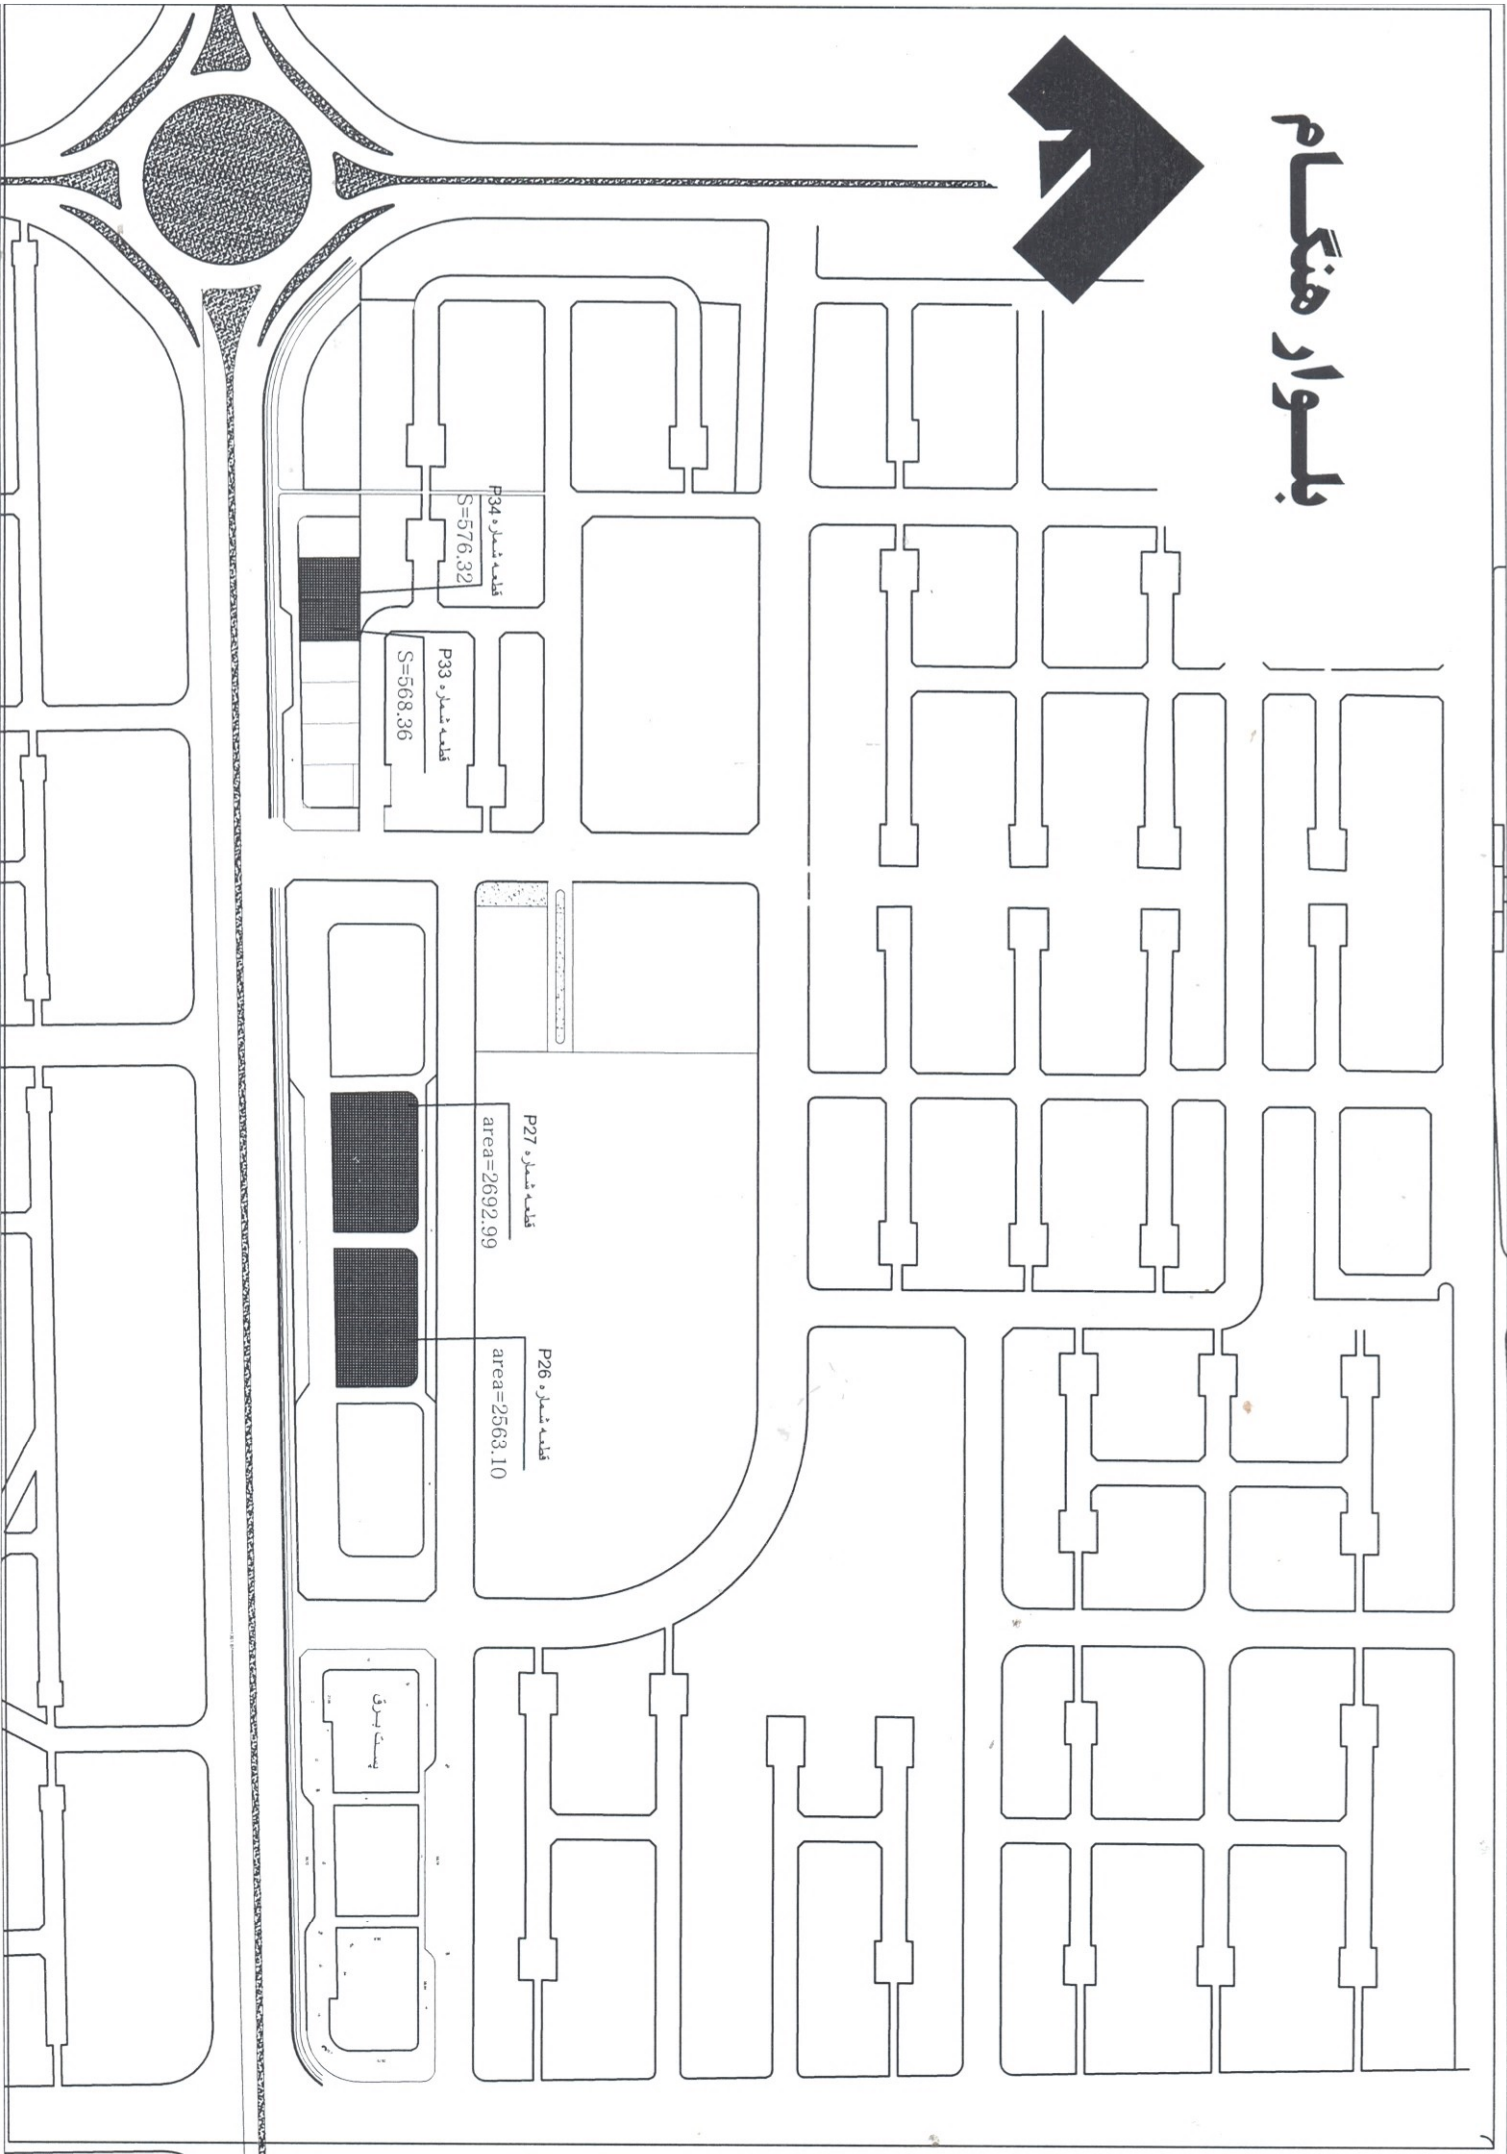 بلوار هنگام
قطعه شماره P34
S=576.32
قطعه شماره P33
S=568.36
قطعه شماره P27
area=2692.99
قطعه شماره P26
area=2563.10
پست برق